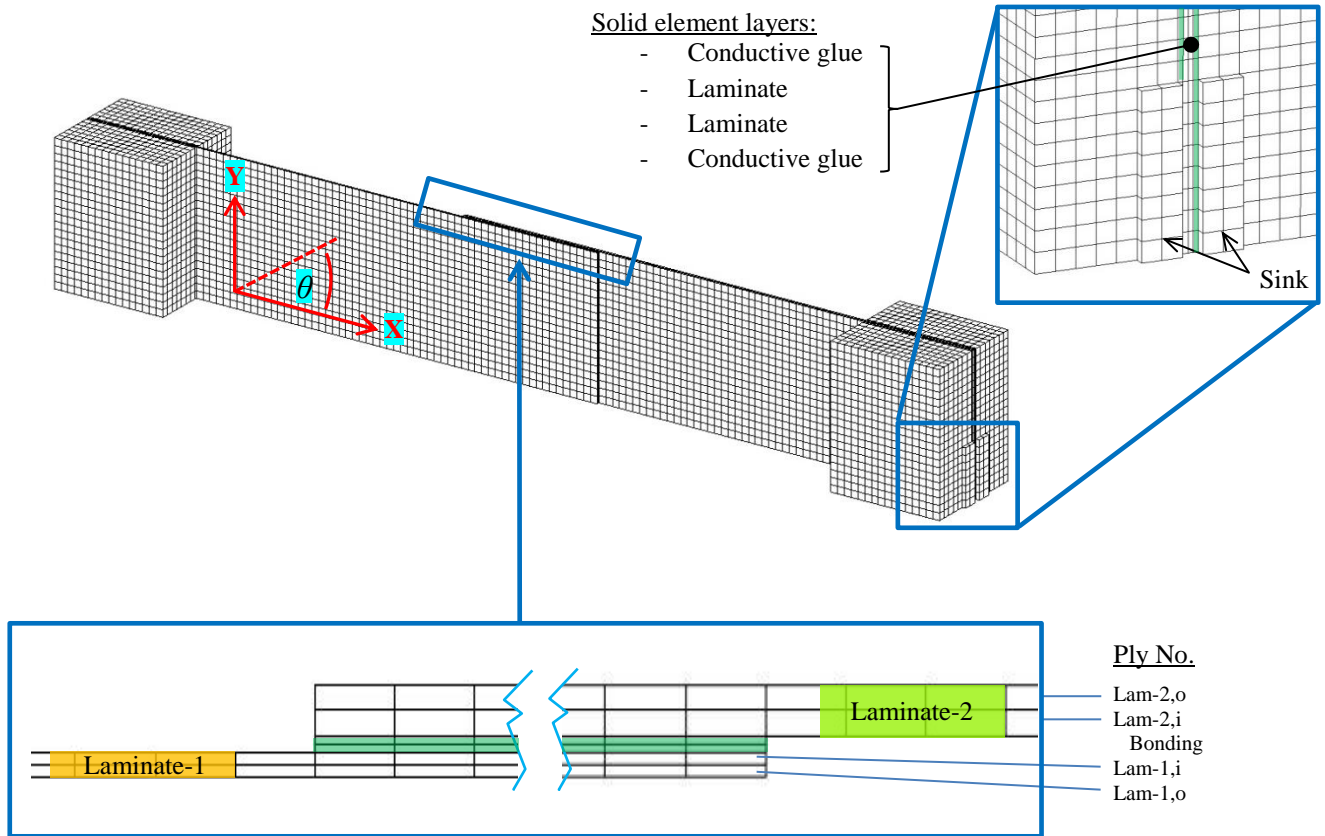 Solid element layers:
- Conductive glue
- Laminate
- Laminate
- Conductive glue
Sink
Y
θ
X
Ply No.
Lam-2,o
Lam-2,i
Bonding
Lam-1,i
Lam-1,o
Laminate-2
Laminate-1